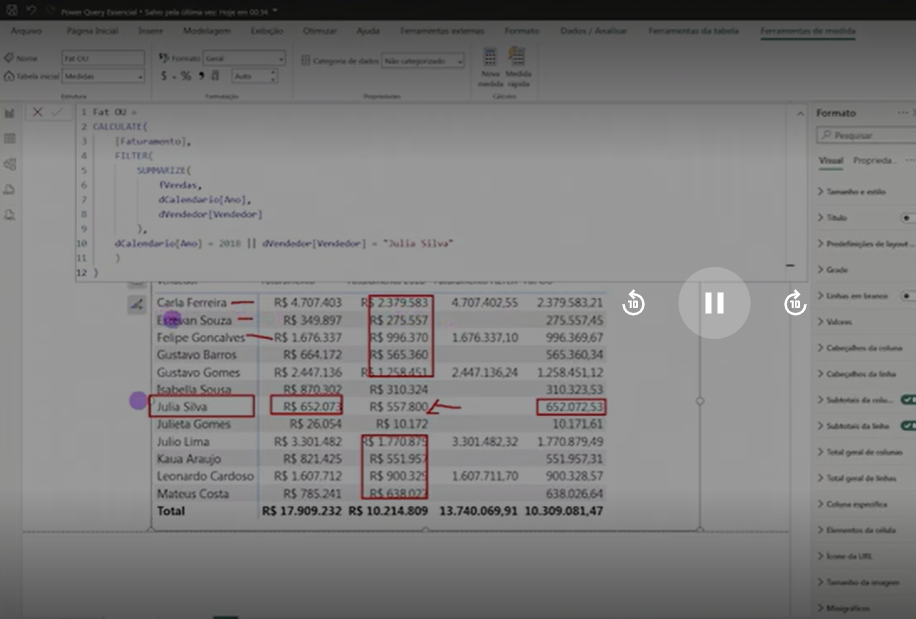 Power Query Essencial • Salvo pela última vez: Hoje em 00:34
Arquivo Página Inicial Inserir Modelagem Exibição Otimizar Ajuda Ferramentas externas Formato Dados / Analisar Ferramentas da tabela Ferramentas de medida
Nome Fat OU Formato Geral Categoria de dados Não categorizado
Tabela inicial Medidas $ % Auto Nova medida Medida rápida
Estrutura Formatação Propriedades Cálculos
1 Fat OU =
2 CALCULATE(
3 [Faturamento],
4 FILTER(
5 SUMMARIZE(
6 fVendas,
7 dCalendario[Ano],
8 dVendedor[Vendedor]
9 ),
10 dCalendario[Ano] = 2018 || dVendedor[Vendedor] = "Julia Silva"
11 )
12 )
Carla Ferreira R$ 4.707.403 R$ 2.379.583 4.707.402,55 2.379.583,21
Estevan Souza R$ 349.897 R$ 275.557 275.557,45
Felipe Goncalves R$ 1.676.337 R$ 996.370 1.676.337,10 996.369,67
Gustavo Barros R$ 664.172 R$ 565.360 565.360,34
Gustavo Gomes R$ 2.447.136 R$ 1.258.451 2.447.136,24 1.258.451,12
Isabella Sousa R$ 870.302 R$ 310.324 310.323,53
Julia Silva R$ 652.073 R$ 557.800 652.072,53
Julieta Gomes R$ 26.054 R$ 10.172 10.171,61
Julio Lima R$ 3.301.482 R$ 1.770.879 3.301.482,32 1.770.879,49
Kaua Araujo R$ 821.425 R$ 551.957 551.957,31
Leonardo Cardoso R$ 1.607.712 R$ 900.329 1.607.711,70 900.328,57
Mateus Costa R$ 785.241 R$ 638.027 638.026,64
Total R$ 17.909.232 R$ 10.214.809 13.740.069,91 10.309.081,47
10 10
Formato
Pesquisar
Visual Proprieda...
Tamanho e estilo
Título
Predefinições de layout...
Grade
Linhas em branco
Valores
Cabeçalhos da coluna
Cabeçalhos da linha
Subtotais da colu...
Subtotais da linha
Total geral de colunas
Total geral de linhas
Coluna específica
Elementos da célula
Ícone da URL
Tamanho da imagem
Minigráficos